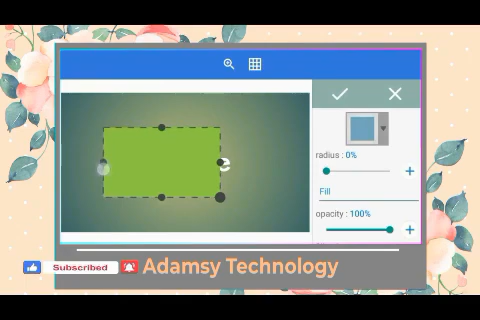 e
radius : 0%
Fill
opacity : 100%
Subscribed
Adamsy Technology